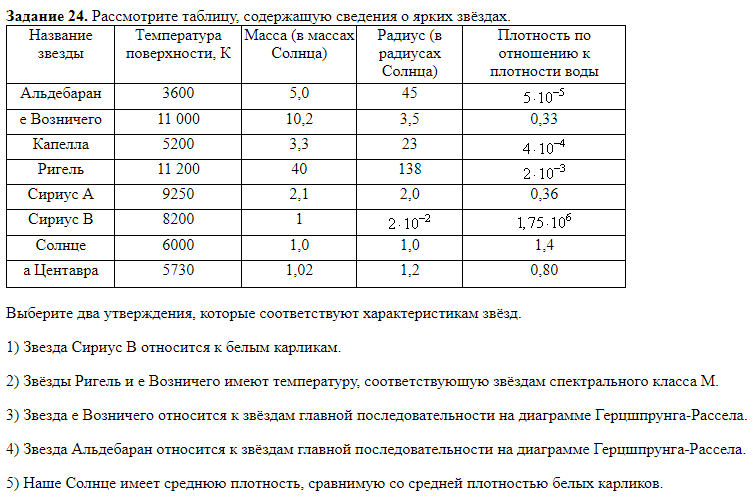 Задание 24. Рассмотрите таблицу, содержащую сведения о ярких звёздах.
Название звезды | Температура поверхности, К | Масса (в массах Солнца) | Радиус (в радиусах Солнца) | Плотность по отношению к плотности воды
Альдебаран | 3600 | 5,0 | 45 | 5·10⁻⁵
е Возничего | 11 000 | 10,2 | 3,5 | 0,33
Капелла | 5200 | 3,3 | 23 | 4·10⁻⁴
Ригель | 11 200 | 40 | 138 | 2·10⁻³
Сириус А | 9250 | 2,1 | 2,0 | 0,36
Сириус В | 8200 | 1 | 2·10⁻² | 1,75·10⁶
Солнце | 6000 | 1,0 | 1,0 | 1,4
а Центавра | 5730 | 1,02 | 1,2 | 0,80
Выберите два утверждения, которые соответствуют характеристикам звёзд.
1) Звезда Сириус В относится к белым карликам.
2) Звёзды Ригель и е Возничего имеют температуру, соответствующую звёздам спектрального класса М.
3) Звезда е Возничего относится к звёздам главной последовательности на диаграмме Герцшпрунга-Рассела.
4) Звезда Альдебаран относится к звёздам главной последовательности на диаграмме Герцшпрунга-Рассела.
5) Наше Солнце имеет среднюю плотность, сравнимую со средней плотностью белых карликов.